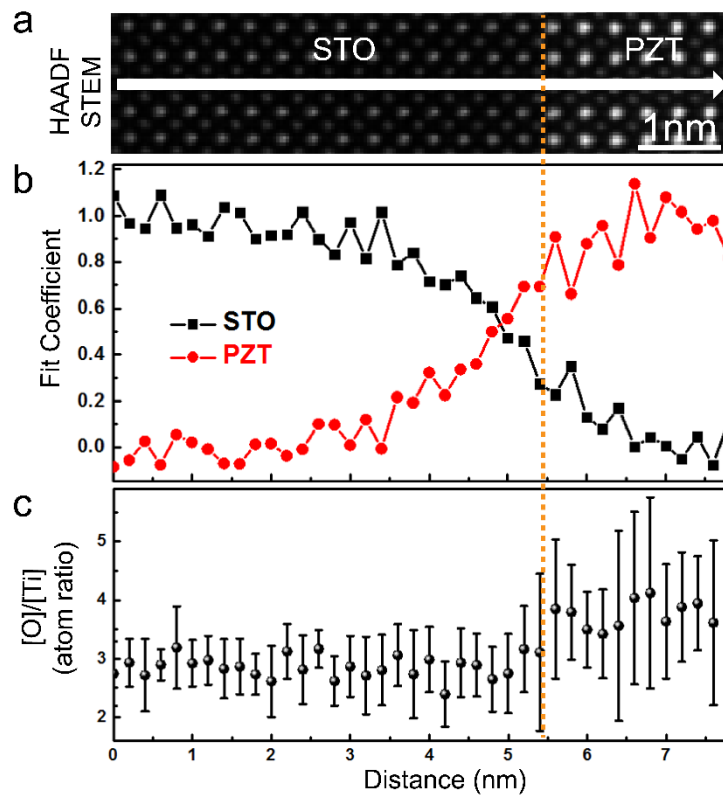 a
HAADF
STEM
STO
PZT
1nm
b
Fit Coefficient
1.2
1.0
0.8
0.6
0.4
0.2
0.0
STO
PZT
c
[O]/[Ti]
(atom ratio)
5
4
3
2
0 1 2 3 4 5 6 7
Distance (nm)